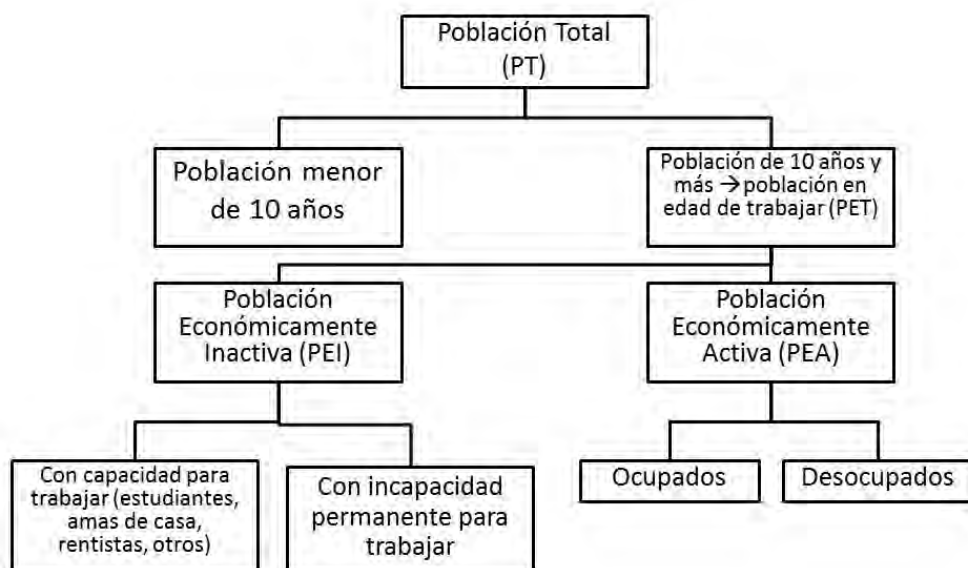 Población Total
(PT)
Población menor
de 10 años
Población de 10 años y
más →población en
edad de trabajar (PET)
Población
Económicamente
Inactiva (PEI)
Población
Económicamente
Activa (PEA)
Con capacidad para
trabajar (estudiantes,
amas de casa,
rentistas, otros)
Con incapacidad
permanente para
trabajar
Ocupados
Desocupados